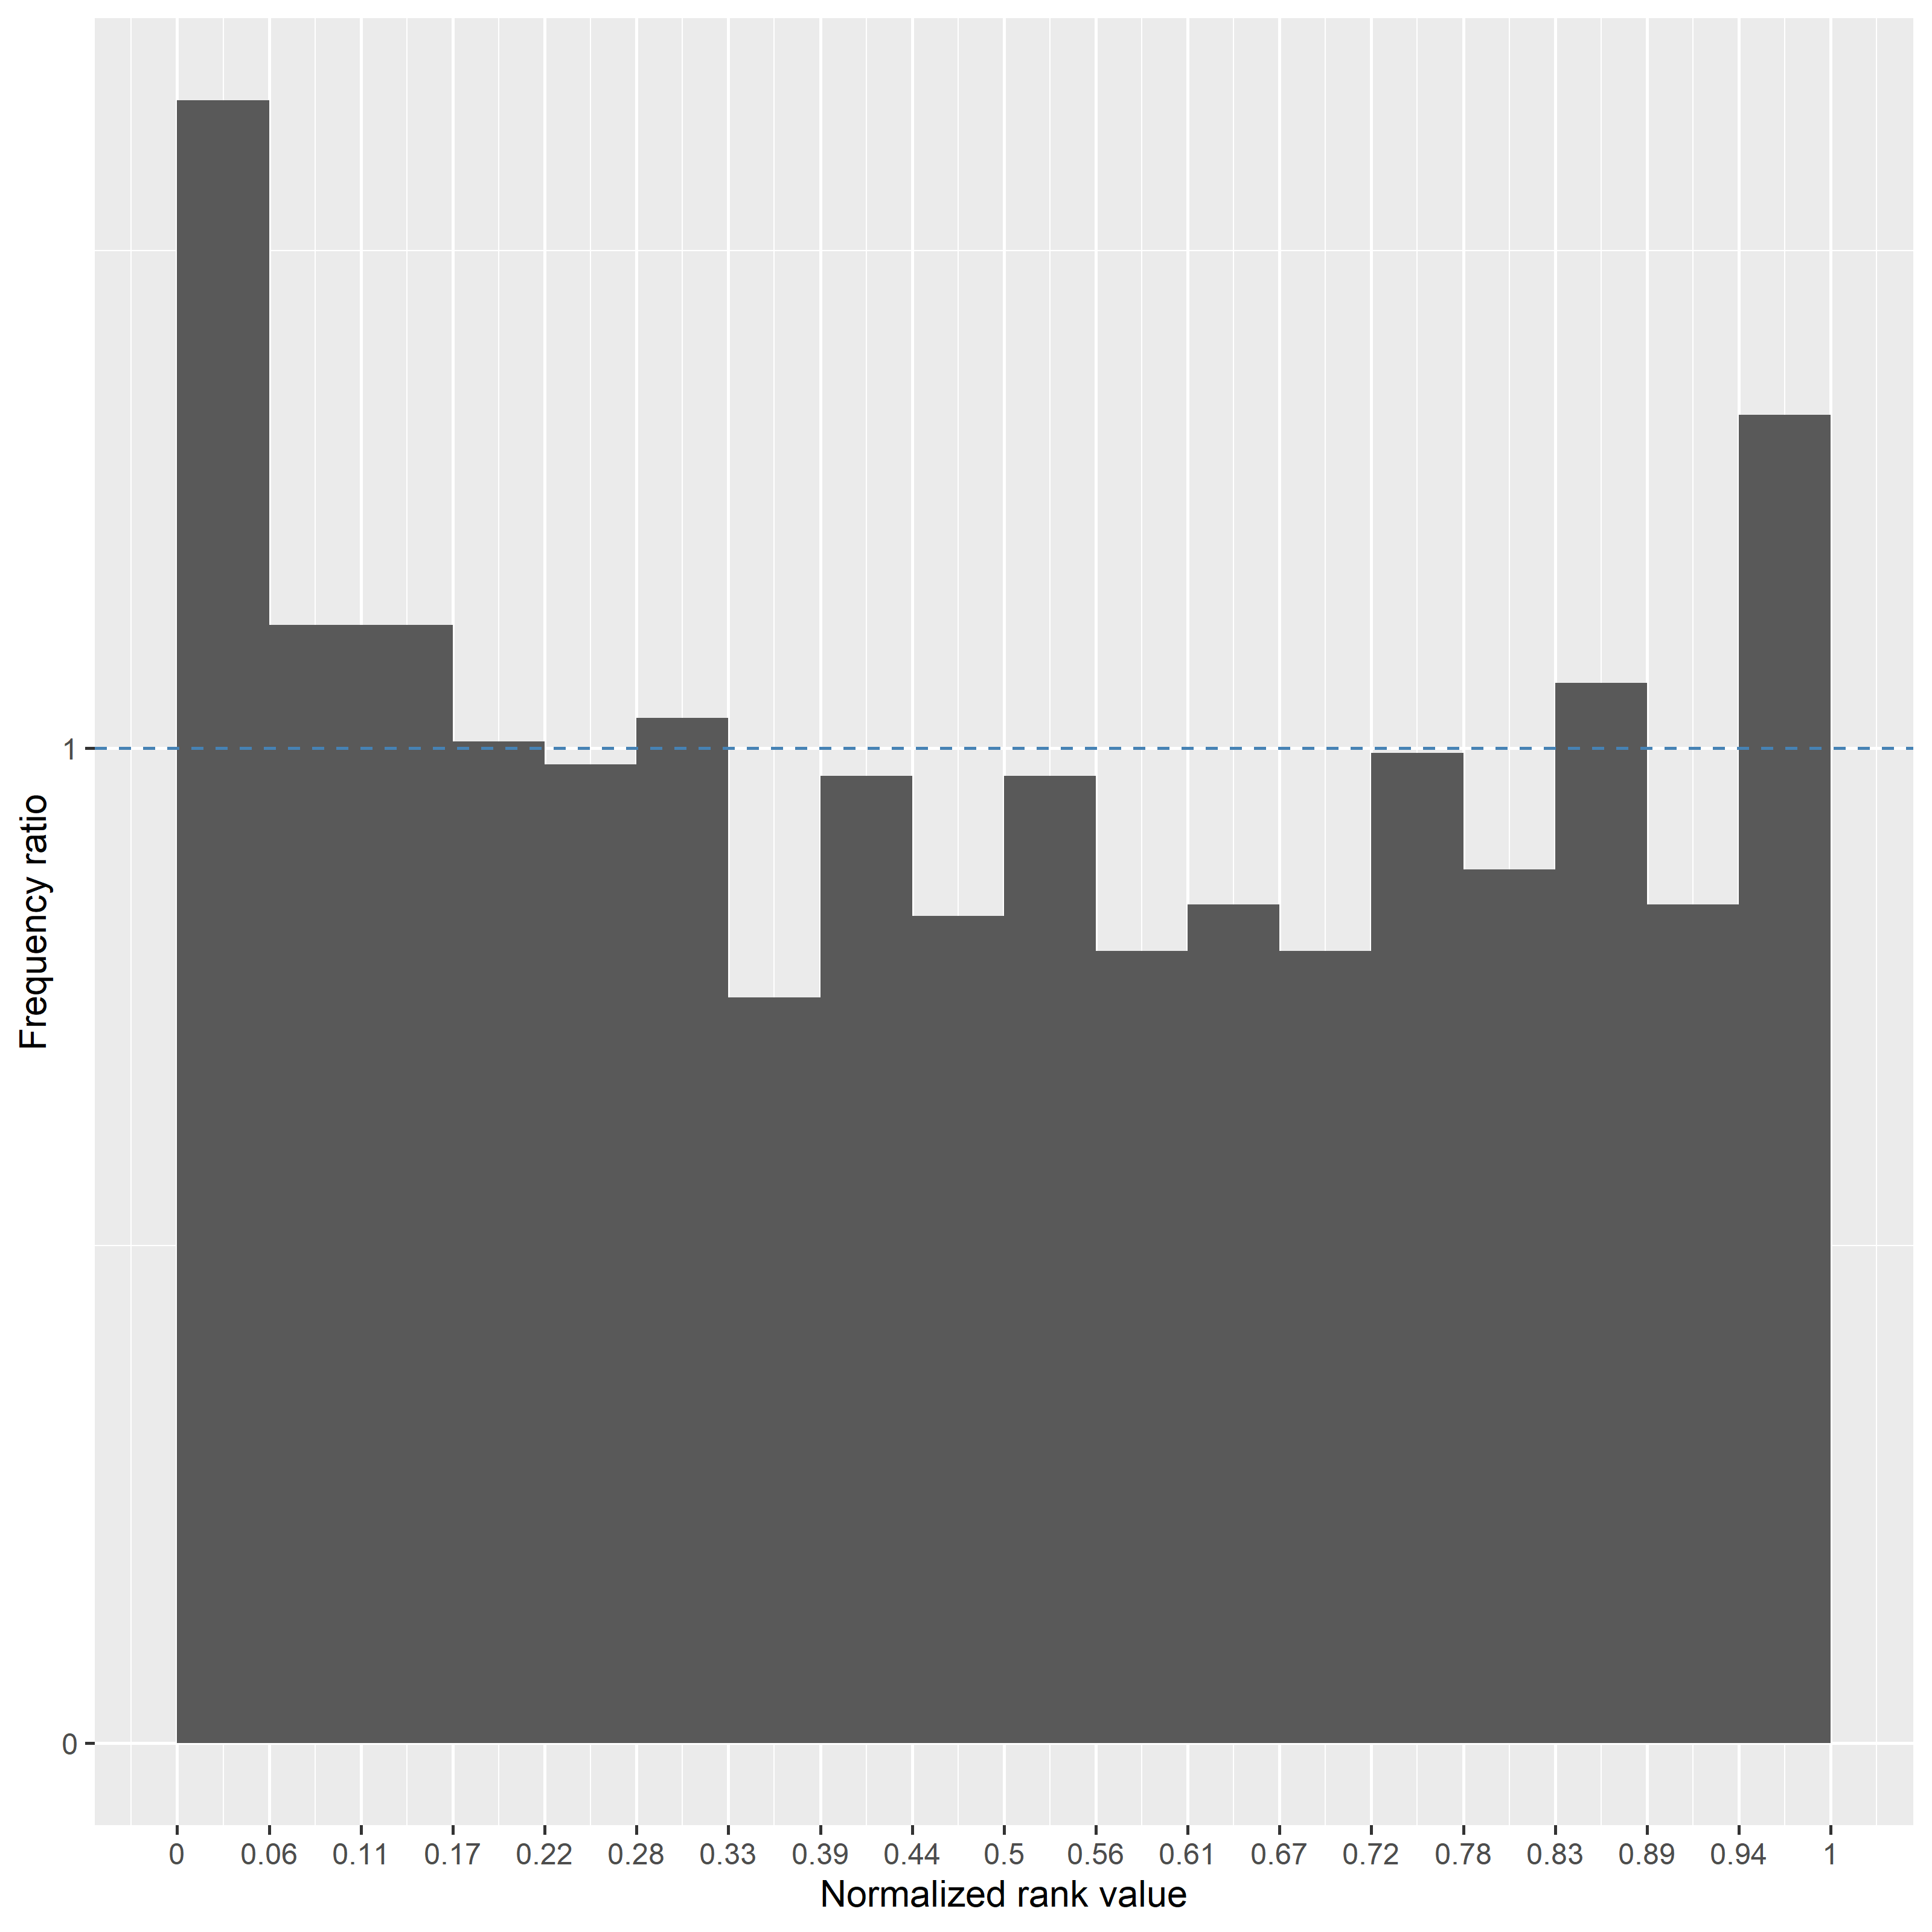 Frequency ratio
1
0
0 0.06 0.11 0.17 0.22 0.28 0.33 0.39 0.44 0.5 0.56 0.61 0.67 0.72 0.78 0.83 0.89 0.94 1
Normalized rank value